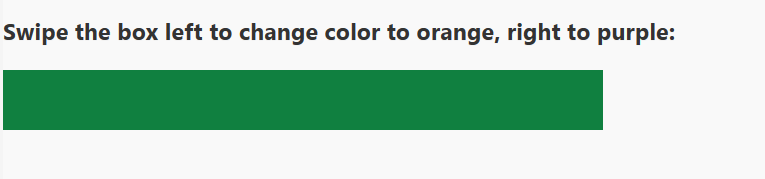 Swipe the box left to change color to orange, right to purple: